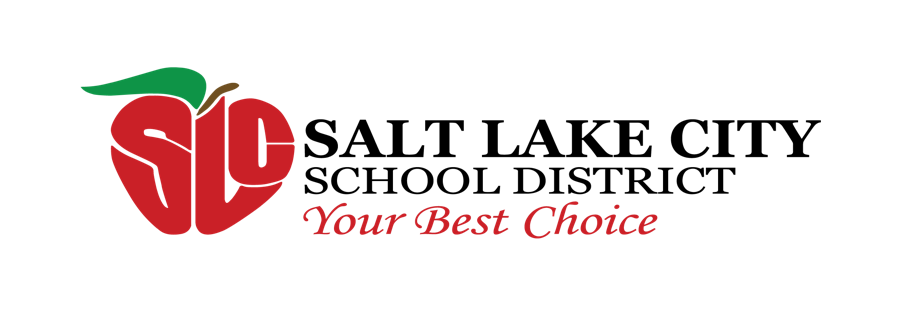 SLC
SALT LAKE CITY
SCHOOL DISTRICT
Your Best Choice